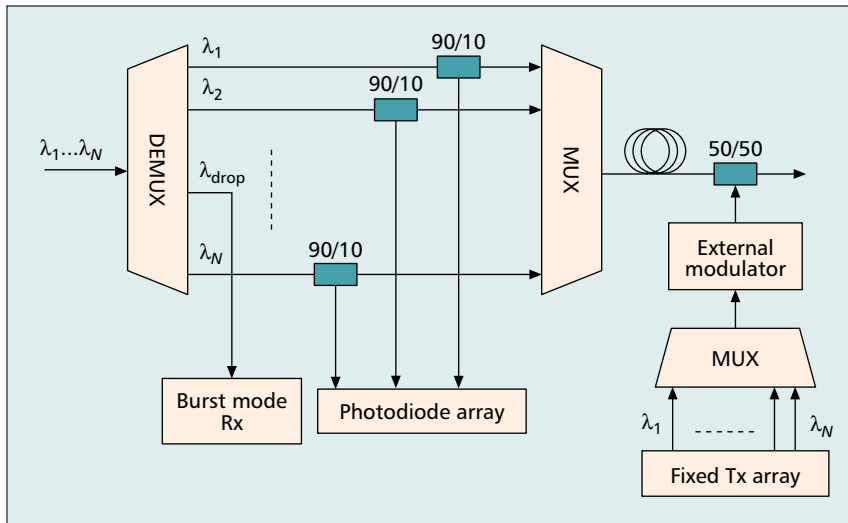 λ1
90/10
λ2
90/10
λ1...λN
DEMUX
λdrop
MUX
50/50
λN
90/10
External
modulator
MUX
Burst mode
Rx
Photodiode array
λ1
λN
Fixed Tx array